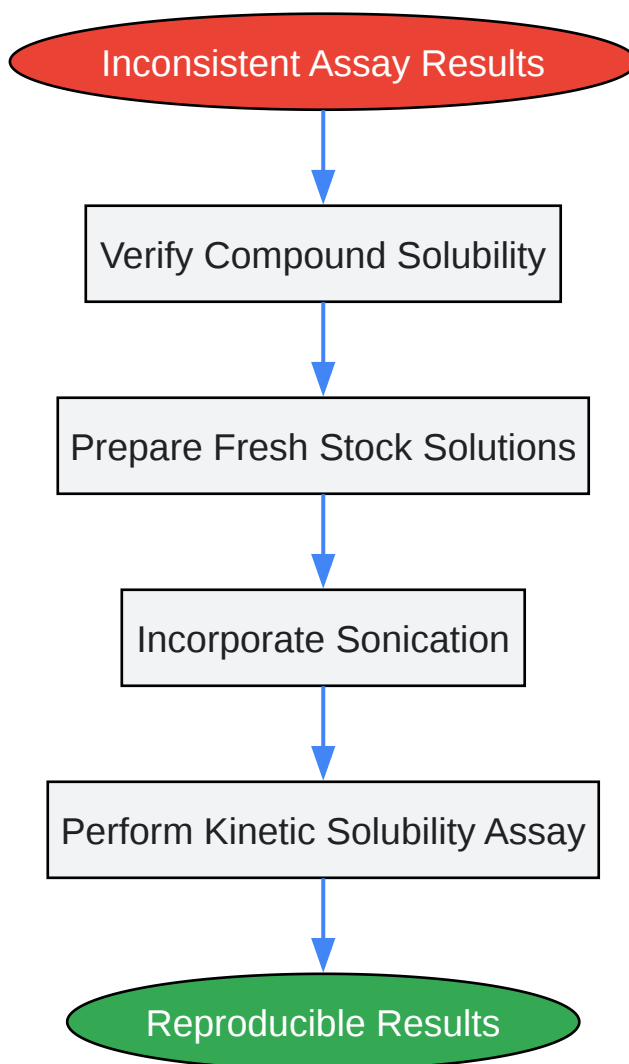 Inconsistent Assay Results
Verify Compound Solubility
Prepare Fresh Stock Solutions
Incorporate Sonication
Perform Kinetic Solubility Assay
Reproducible Results